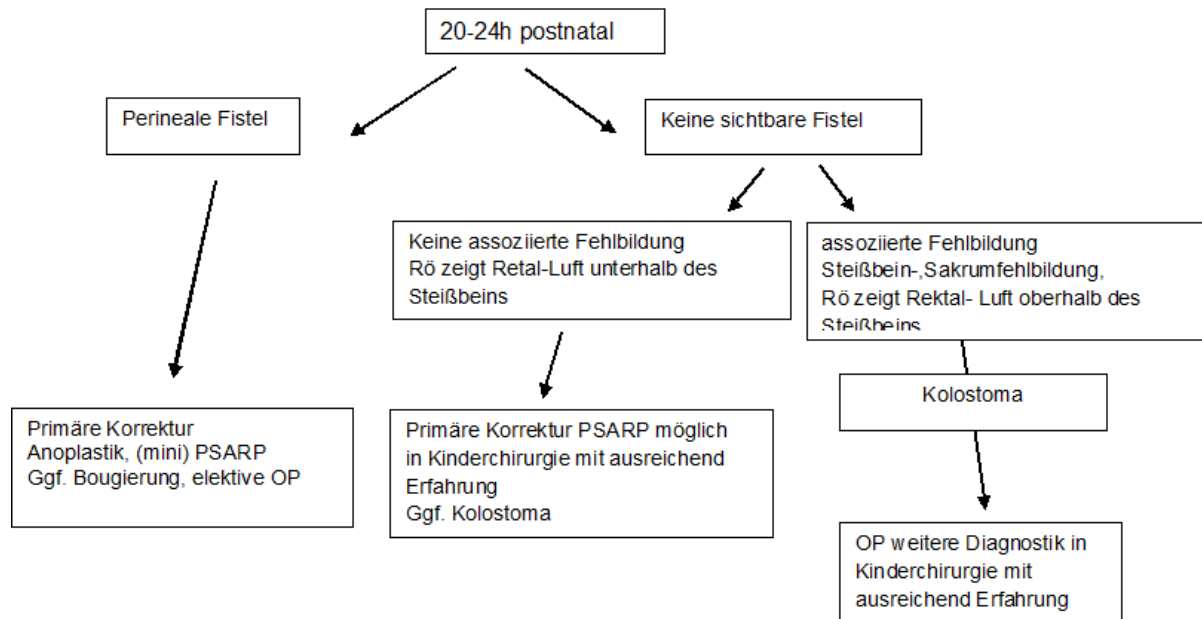 20-24h postnatal
Perineale Fistel
Keine sichtbare Fistel
Keine assoziierte Fehlbildung
Rö zeigt Retal-Luft unterhalb des
Steißbeins
assoziierte Fehlbildung
Steißbein-,Sakrumfehlbildung,
Rö zeigt Rektal- Luft oberhalb des
Steißbeins
Kolostoma
Primäre Korrektur
Anoplastik, (mini) PSARP
Ggf. Bougierung, elektive OP
Primäre Korrektur PSARP möglich
in Kinderchirurgie mit ausreichend
Erfahrung
Ggf. Kolostoma
OP weitere Diagnostik in
Kinderchirurgie mit
ausreichend Erfahrung